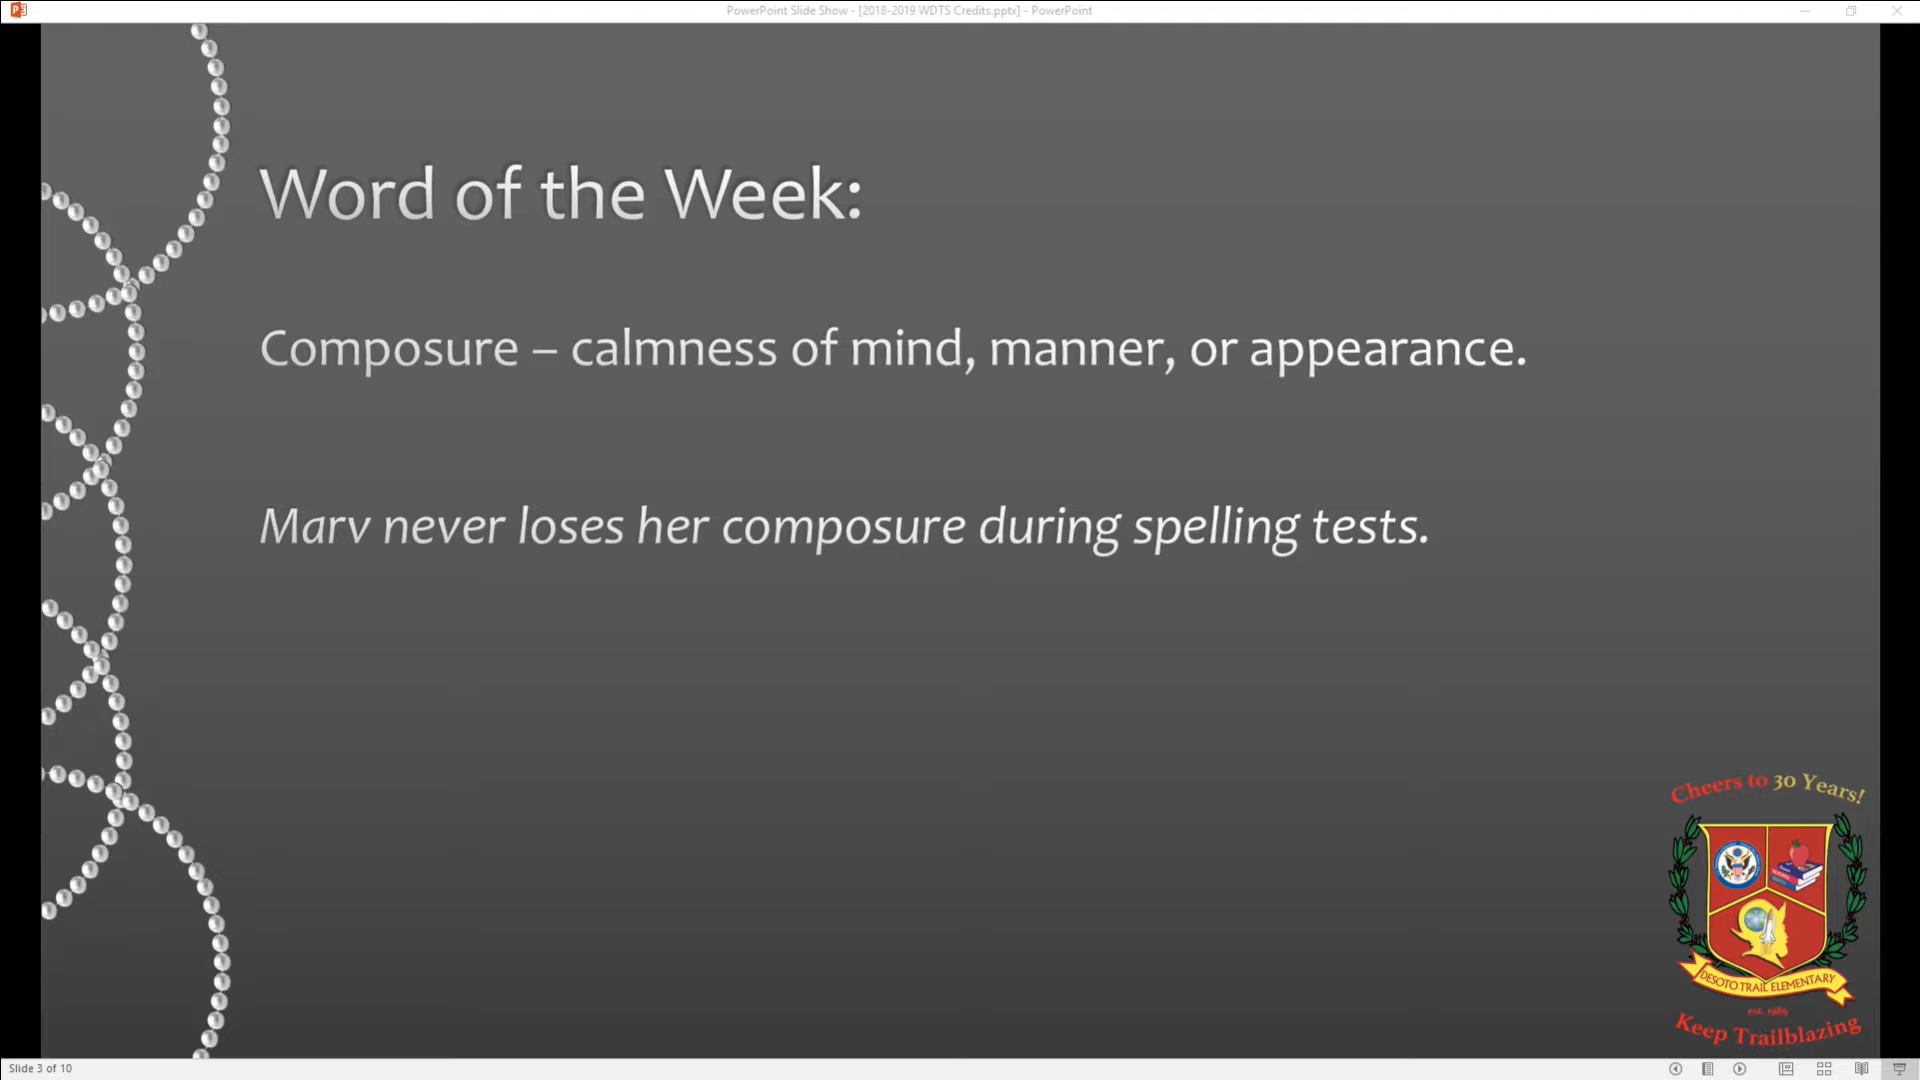 PowerPoint Slide Show - [2018-2019 WDTS Credits.pptx] - PowerPoint
Word of the Week:
Composure – calmness of mind, manner, or appearance.
Marv never loses her composure during spelling tests.
Cheers to 30 Years!
DESOTO TRAIL ELEMENTARY
est. 1989
Keep Trailblazing
Slide 3 of 10